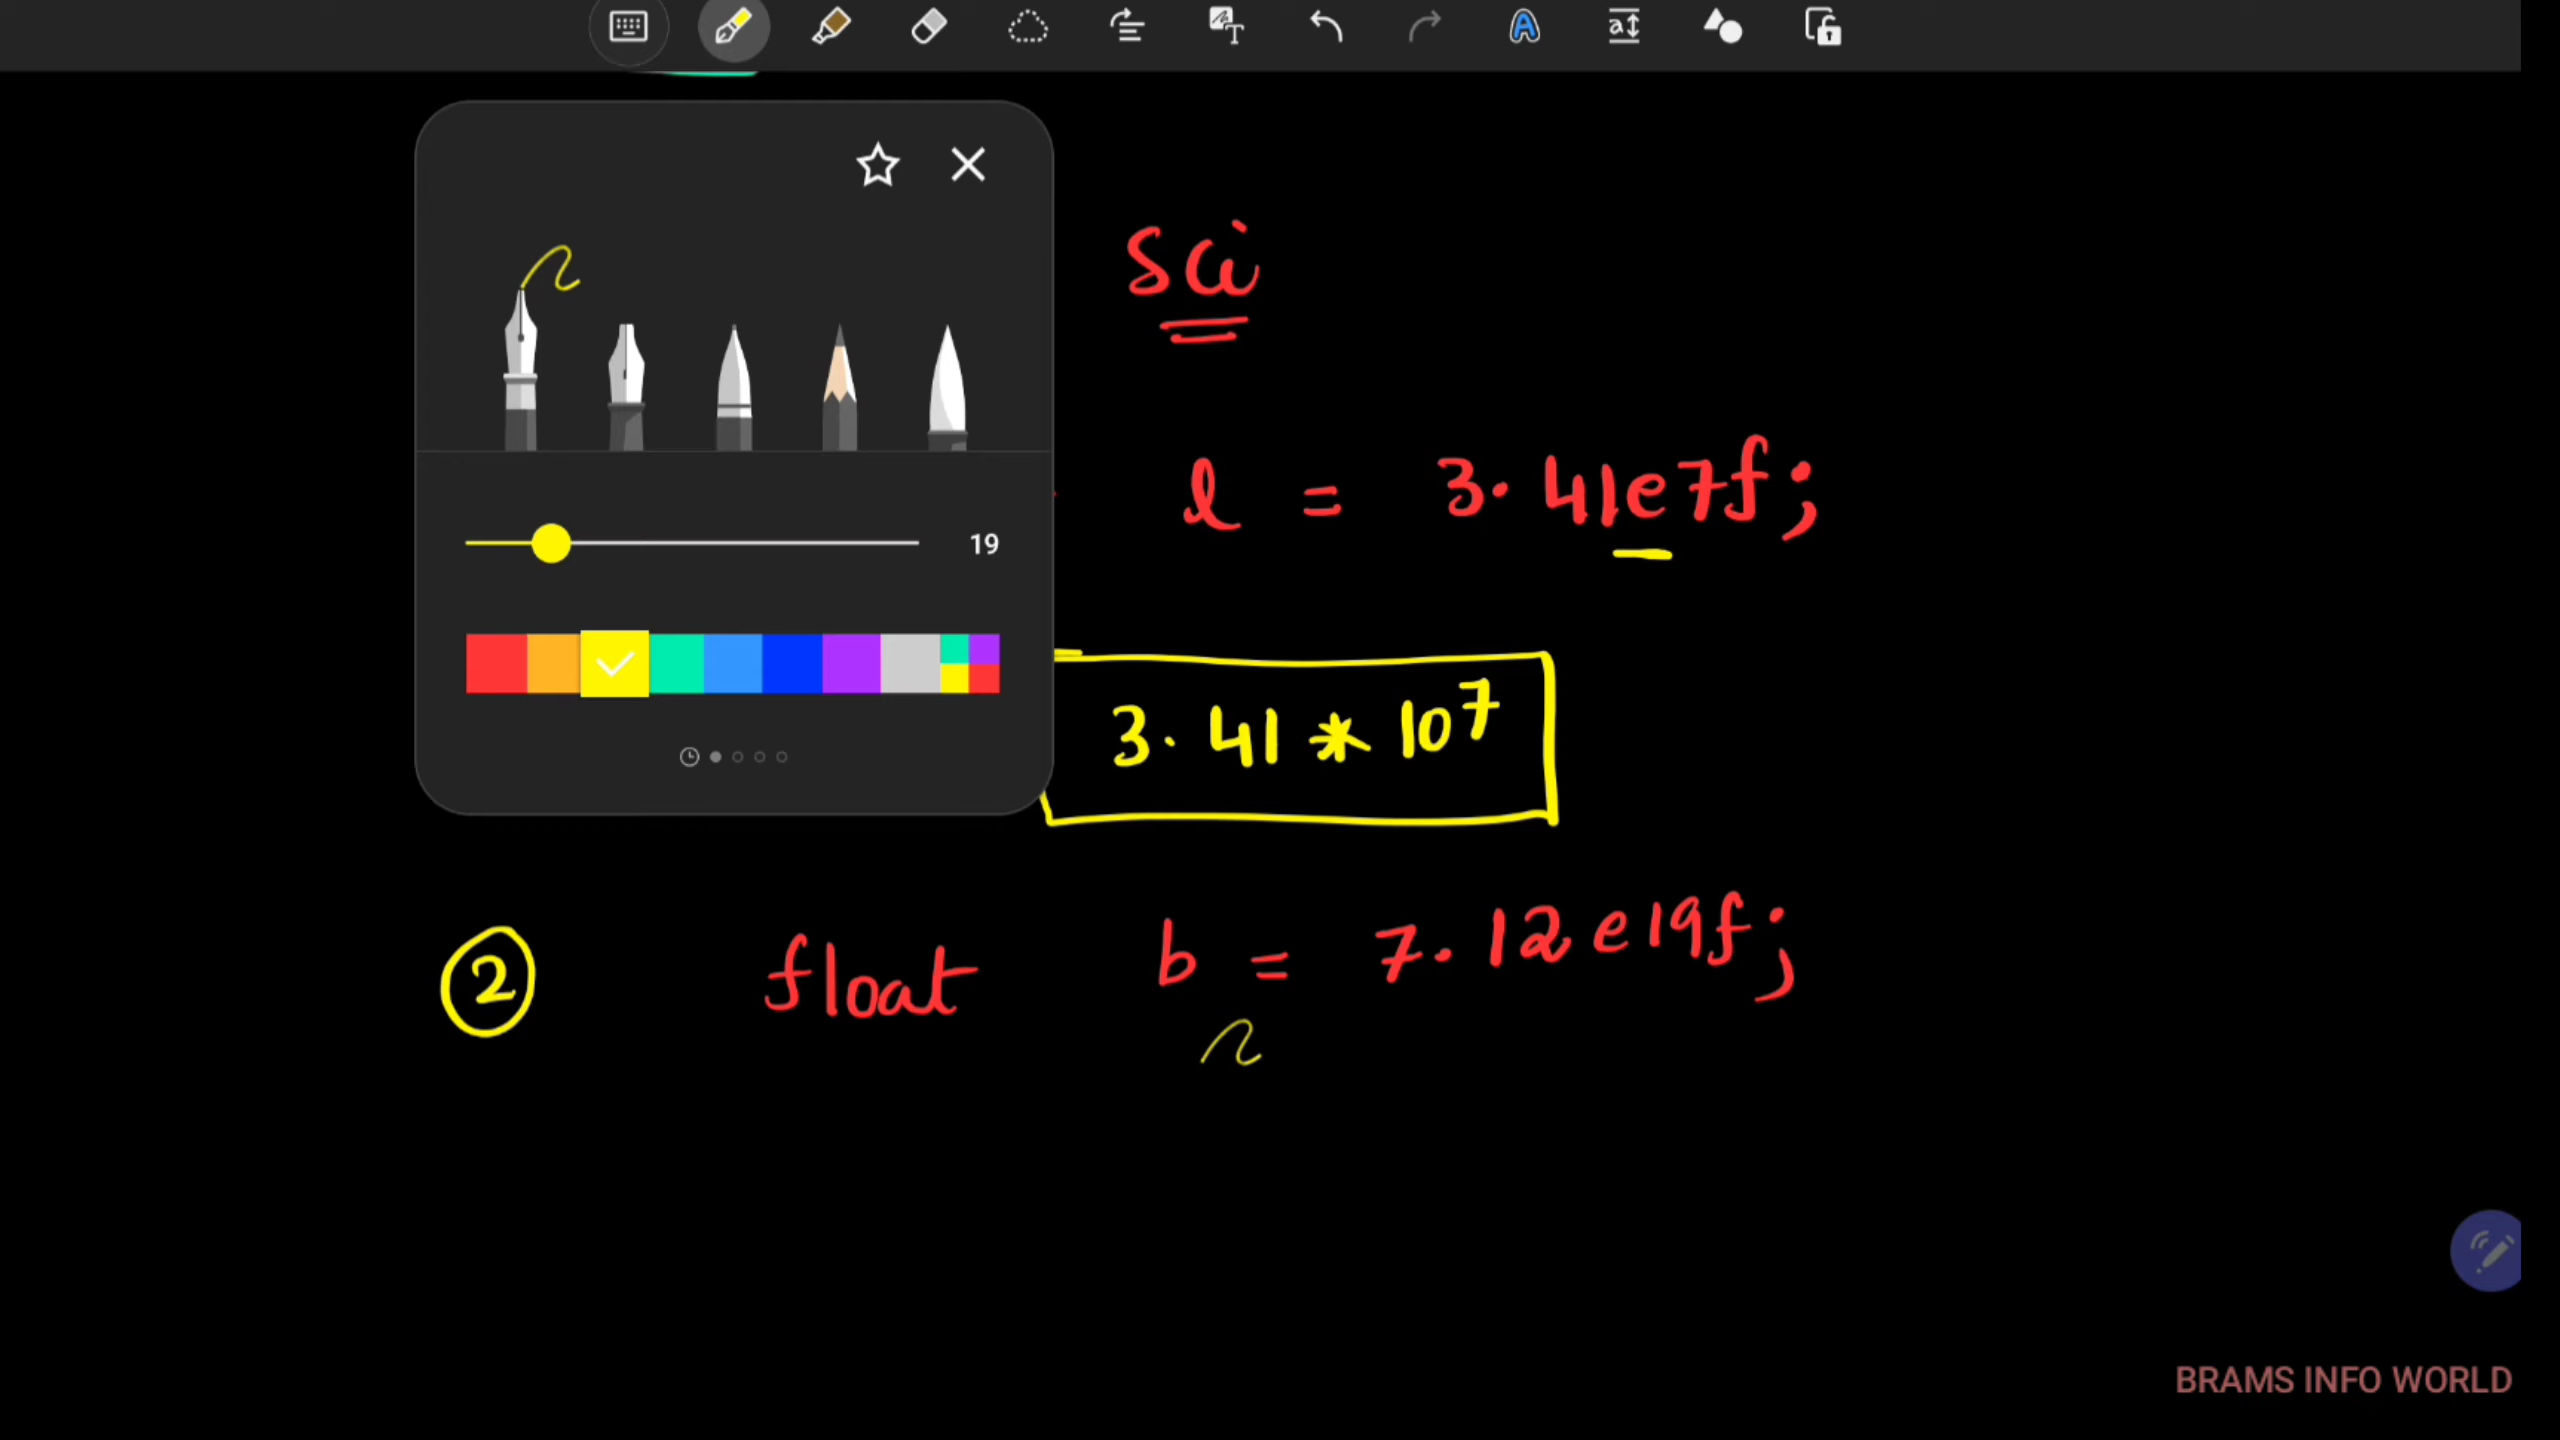 sci
l = 3.41e7f;
19
3.41 * 10⁷
2 float b = 7.12e19f;
BRAMS INFO WORLD